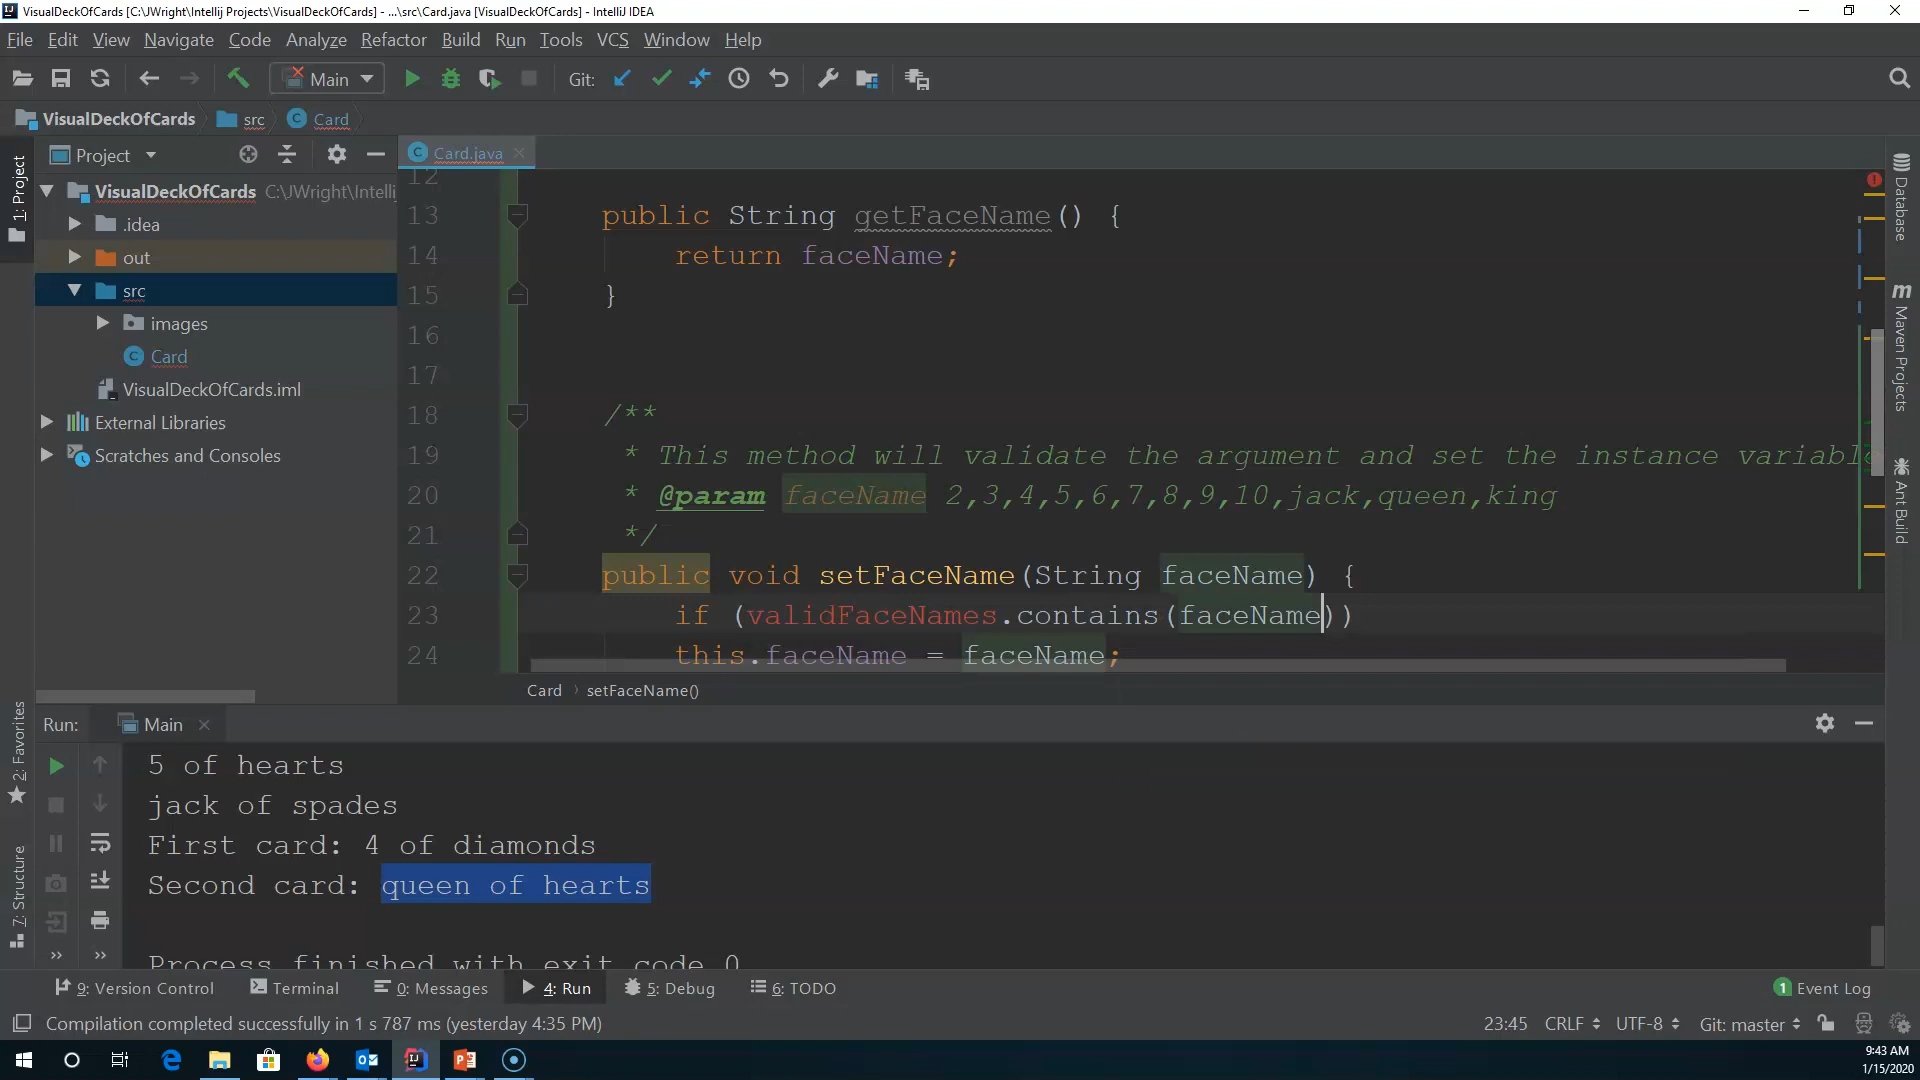 VisualDeckOfCards [C:\JWright\Intellij Projects\VisualDeckOfCards] - ...\src\Card.java [VisualDeckOfCards] - IntelliJ IDEA
File Edit View Navigate Code Analyze Refactor Build Run Tools VCS Window Help
Main Git:
VisualDeckOfCards src Card
Project Card.java
1: Project
VisualDeckOfCards C:\JWright\Intellij
.idea
out
src
images
Card
VisualDeckOfCards.iml
External Libraries
Scratches and Consoles
12
13 public String getFaceName() {
14 return faceName;
15 }
16
17
18 /**
19 * This method will validate the argument and set the instance variable
20 * @param faceName 2,3,4,5,6,7,8,9,10,jack,queen,king
21 */
22 public void setFaceName(String faceName) {
23 if (validFaceNames.contains(faceName))
24 this.faceName = faceName;
Card › setFaceName()
Database
m Maven Projects
Ant Build
2: Favorites
7: Structure
Run: Main
5 of hearts
jack of spades
First card: 4 of diamonds
Second card: queen of hearts
Process finished with exit code 0
9: Version Control Terminal 0: Messages 4: Run 5: Debug 6: TODO 1 Event Log
Compilation completed successfully in 1 s 787 ms (yesterday 4:35 PM) 23:45 CRLF UTF-8 Git: master
9:43 AM
1/15/2020